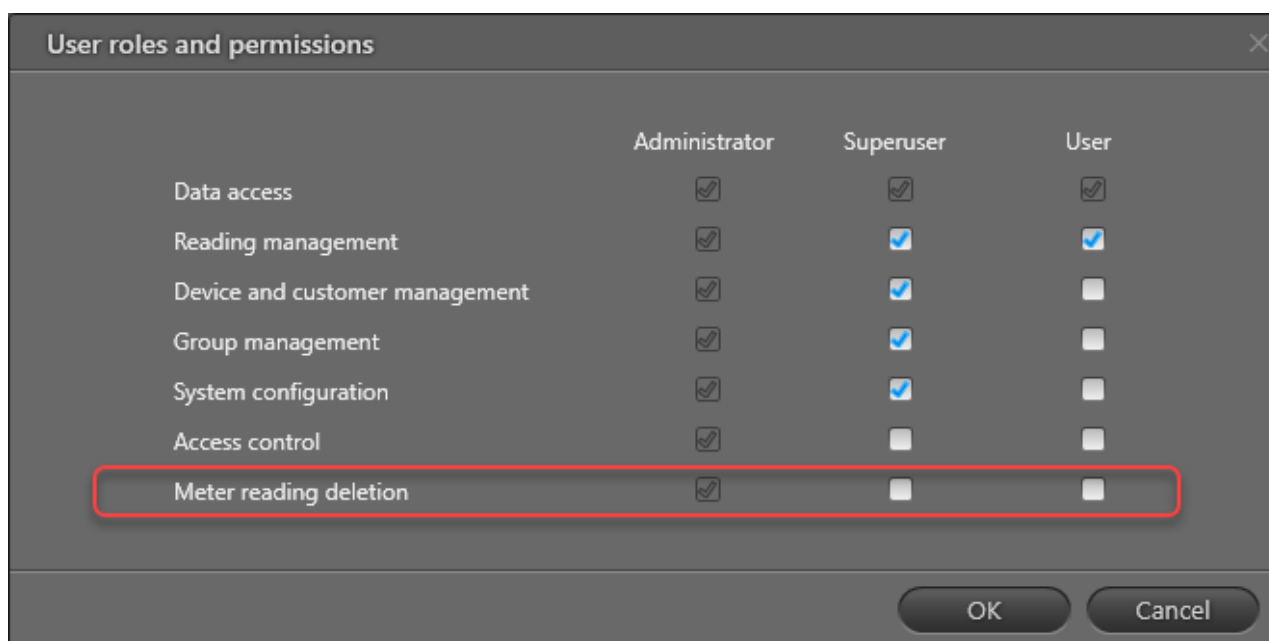 User roles and permissions
Administrator Superuser User
Data access
Reading management
Device and customer management
Group management
System configuration
Access control
Meter reading deletion
OK Cancel